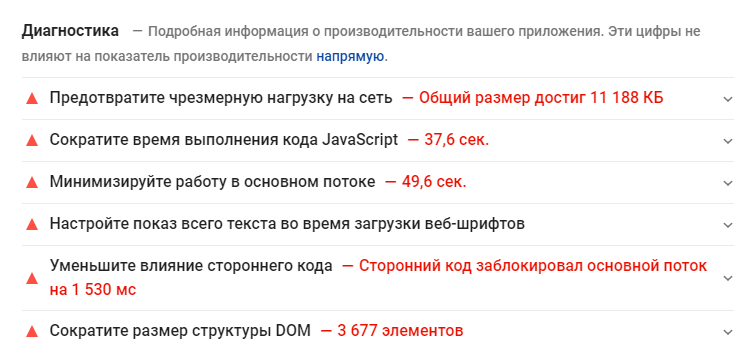 Диагностика — Подробная информация о производительности вашего приложения. Эти цифры не
влияют на показатель производительности напрямую.
Предотвратите чрезмерную нагрузку на сеть — Общий размер достиг 11 188 КБ
Сократите время выполнения кода JavaScript — 37,6 сек.
Минимизируйте работу в основном потоке — 49,6 сек.
Настройте показ всего текста во время загрузки веб-шрифтов
Уменьшите влияние стороннего кода — Сторонний код заблокировал основной поток
на 1 530 мс
Сократите размер структуры DOM — 3 677 элементов